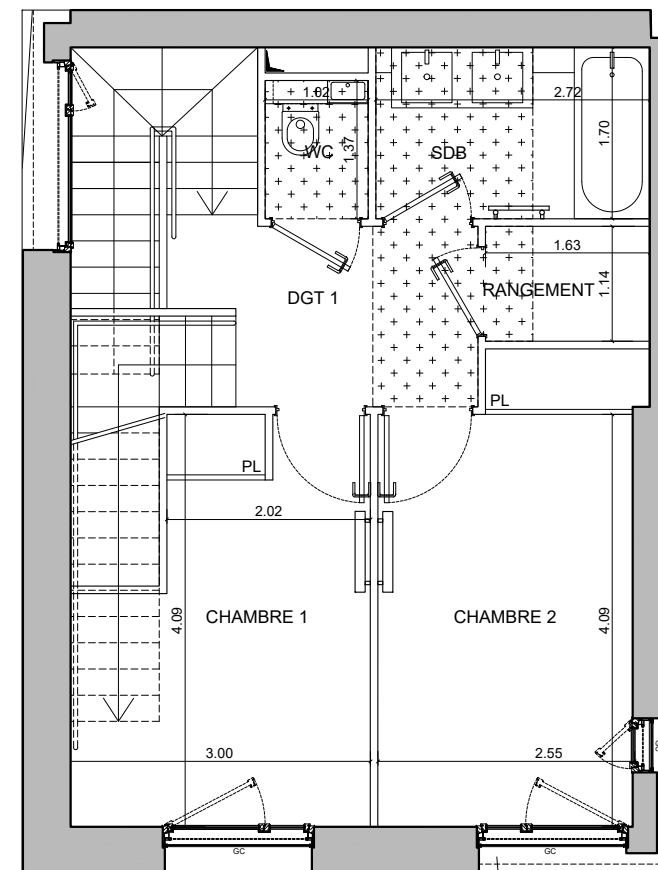 1.02
2.72
WC
1.37
SDB
1.70
1.63
DGT 1
RANGEMENT
1.14
PL
PL
2.02
CHAMBRE 1
4.09
CHAMBRE 2
4.09
3.00
2.55
GC
GC